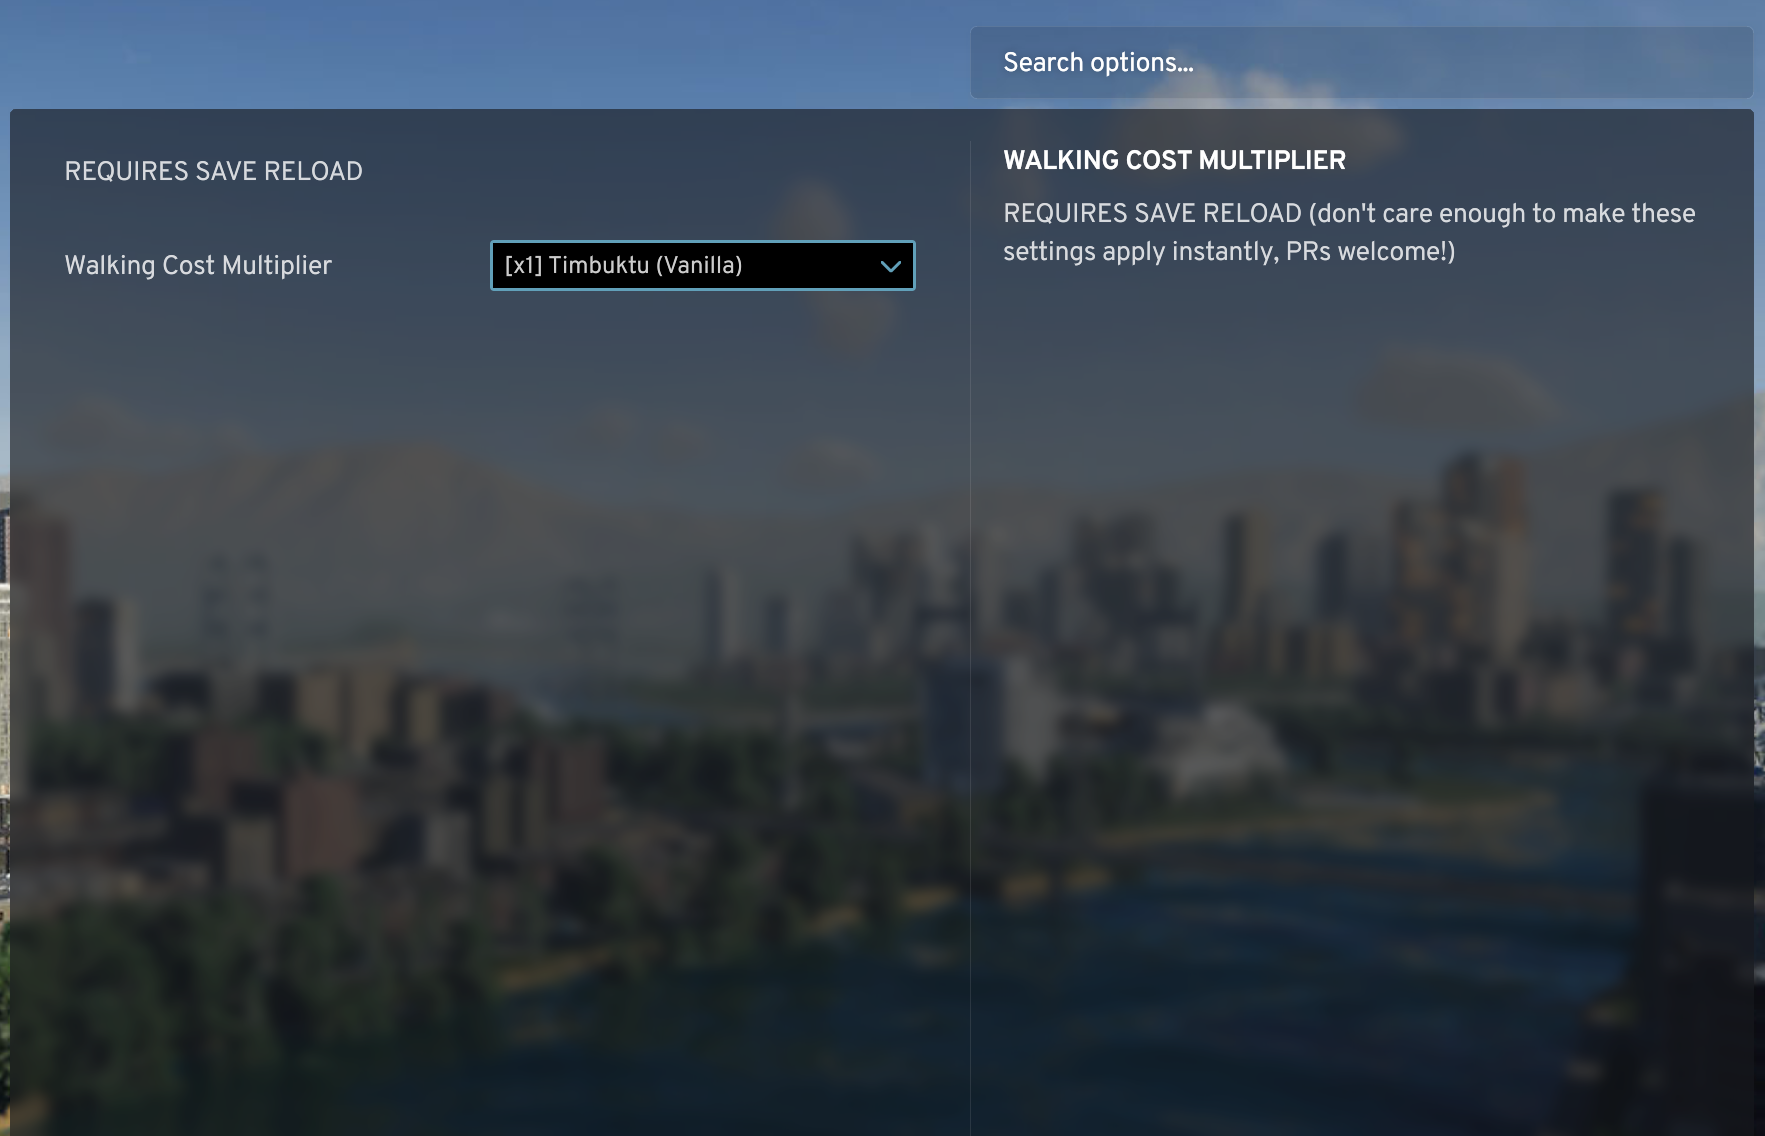 Search options...
REQUIRES SAVE RELOAD
Walking Cost Multiplier
[x1] Timbuktu (Vanilla)
WALKING COST MULTIPLIER
REQUIRES SAVE RELOAD (don't care enough to make these
settings apply instantly, PRs welcome!)